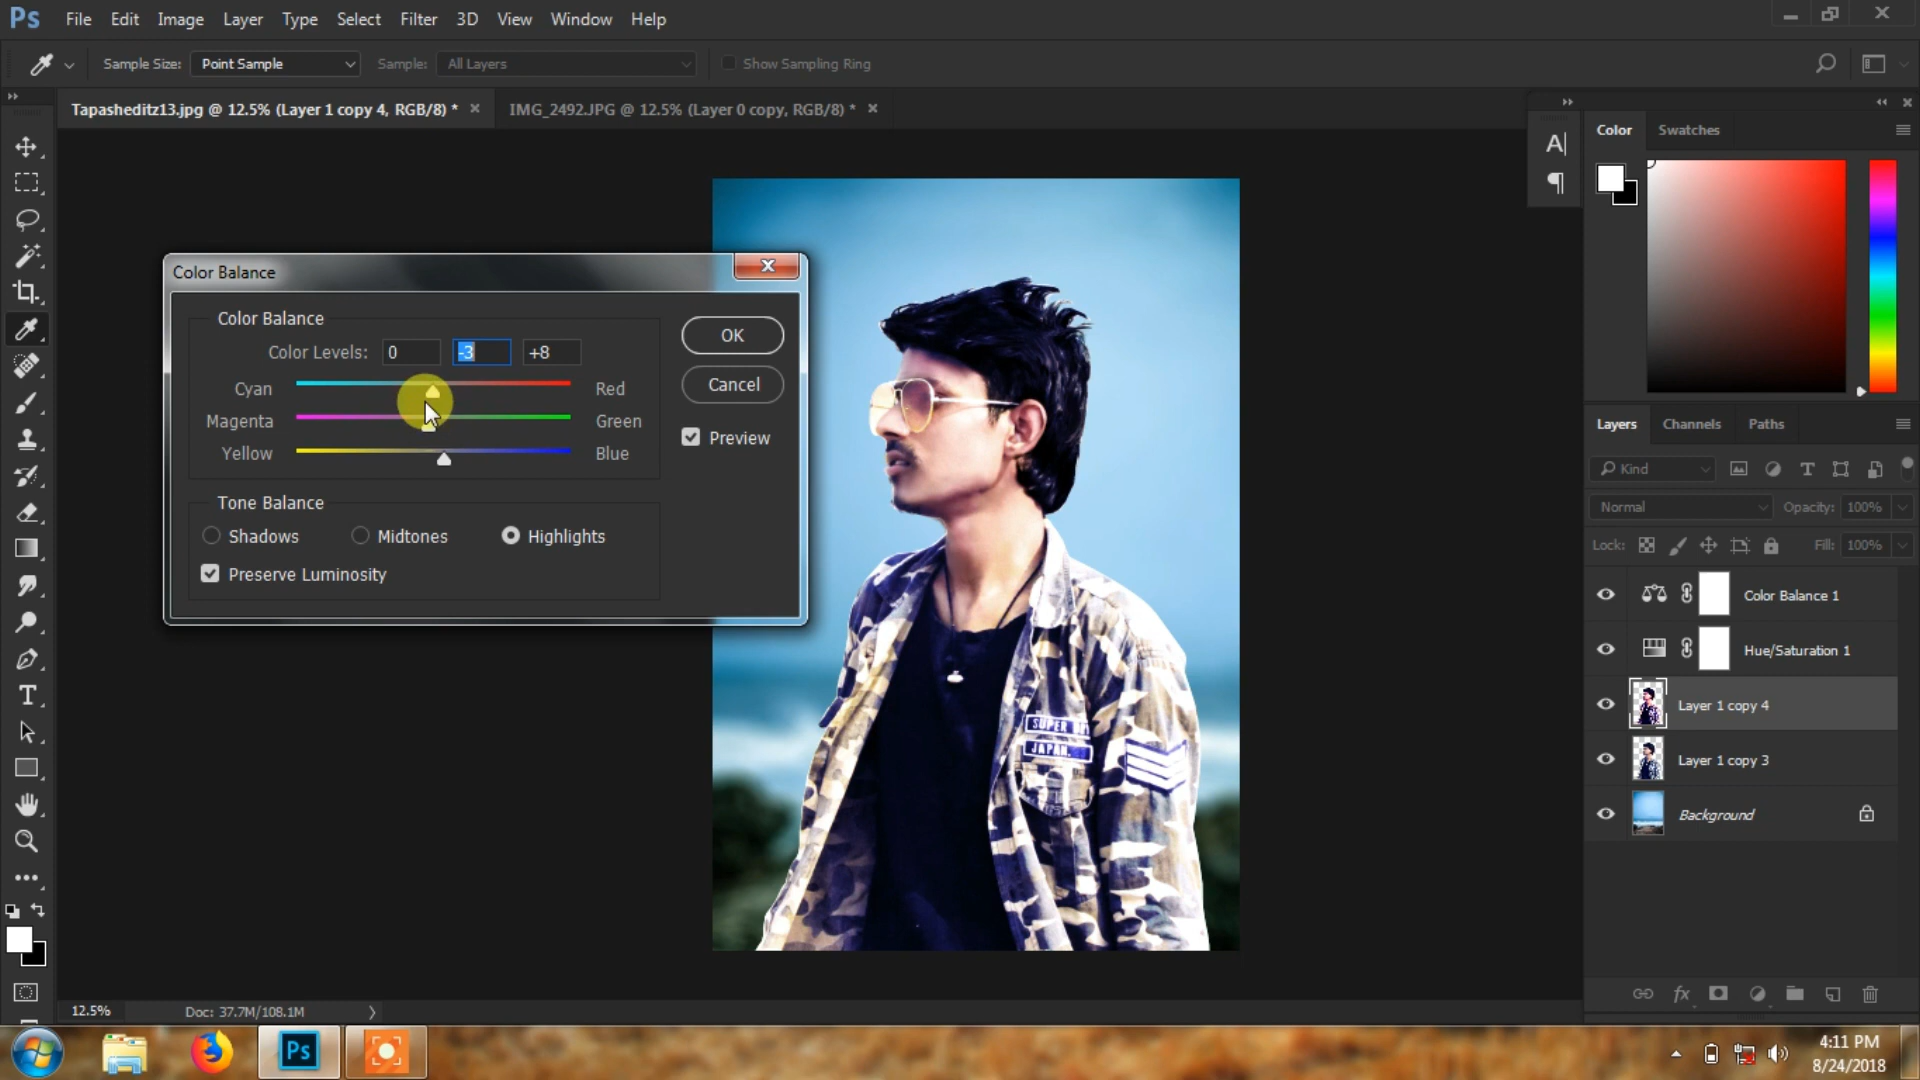 Ps File Edit Image Layer Type Select Filter 3D View Window Help
Sample Size: Point Sample Sample: All Layers Show Sampling Ring
Tapasheditz13.jpg @ 12.5% (Layer 1 copy 4, RGB/8) * IMG_2492.JPG @ 12.5% (Layer 0 copy, RGB/8) *
Color Swatches
Color Balance
Color Balance
Color Levels: 0 -3 +8
Cyan Red
Magenta Green
Yellow Blue
OK
Cancel
Preview
Tone Balance
Shadows Midtones Highlights
Preserve Luminosity
SUPER
JAPAN.
Layers Channels Paths
Kind
Normal Opacity: 100%
Lock: Fill: 100%
Color Balance 1
Hue/Saturation 1
Layer 1 copy 4
Layer 1 copy 3
Background
fx
12.5% Doc: 37.7M/108.1M
Ps
4:11 PM
8/24/2018